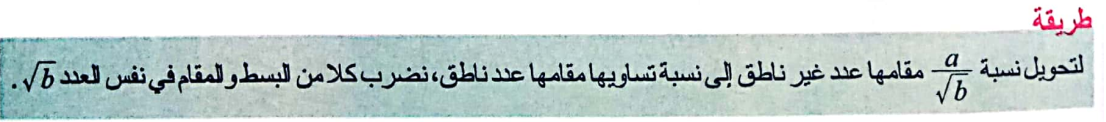 طريقة
لتحويل نسبة a/√b مقامها عدد غير ناطق إلى نسبة تساويها مقامها عدد ناطق، نضرب كلا من البسط و المقام في نفس العدد √b .